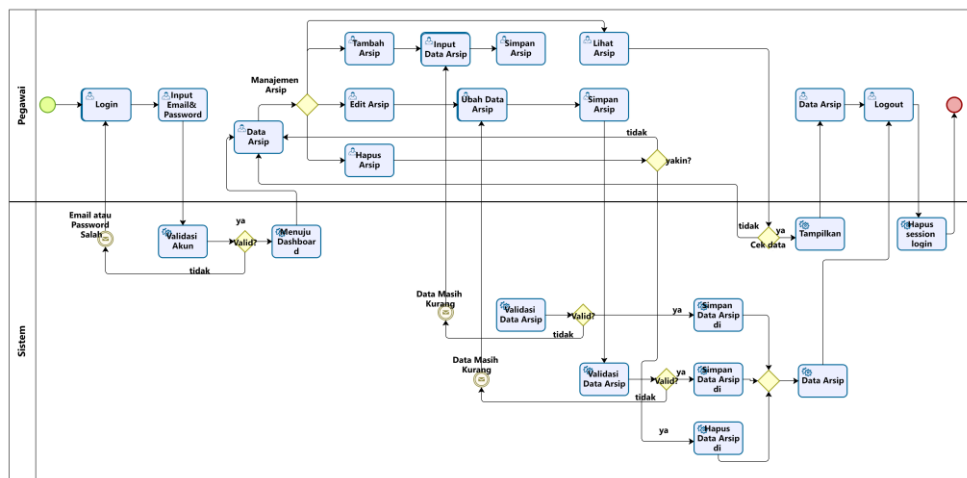 Pegawai
Sistem
Login
Input
Email&
Password
Manajemen
Arsip
Data
Arsip
Tambah
Arsip
Input
Data Arsip
Simpan
Arsip
Lihat
Arsip
Edit Arsip
Ubah Data
Arsip
Simpan
Arsip
Hapus
Arsip
tidak
yakin?
Data Arsip
Logout
Email atau
Password
Salah
Validasi
Akun
ya
Valid?
tidak
Menuju
Dashboar
d
tidak
ya
Cek data
Tampilkan
Hapus
session
login
Data Masih
Kurang
Validasi
Data Arsip
Valid?
tidak
ya
Simpan
Data Arsip
di
Data Masih
Kurang
Validasi
Data Arsip
Valid?
ya
tidak
Simpan
Data Arsip
di
Data Arsip
ya
Hapus
Data Arsip
di